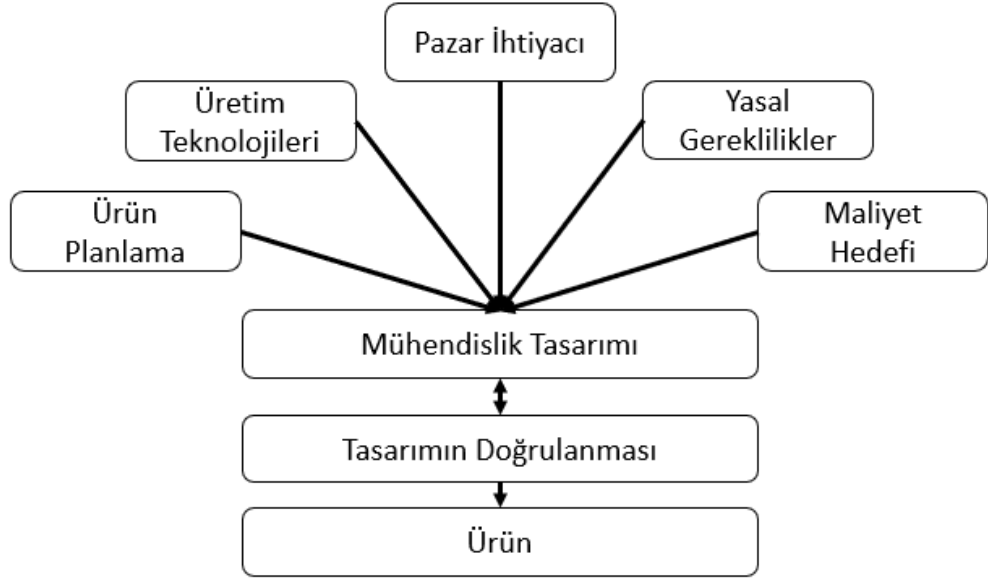 Pazar İhtiyacı
Üretim
Teknolojileri
Yasal
Gereklilikler
Ürün
Planlama
Maliyet
Hedefi
Mühendislik Tasarımı
Tasarımın Doğrulanması
Ürün